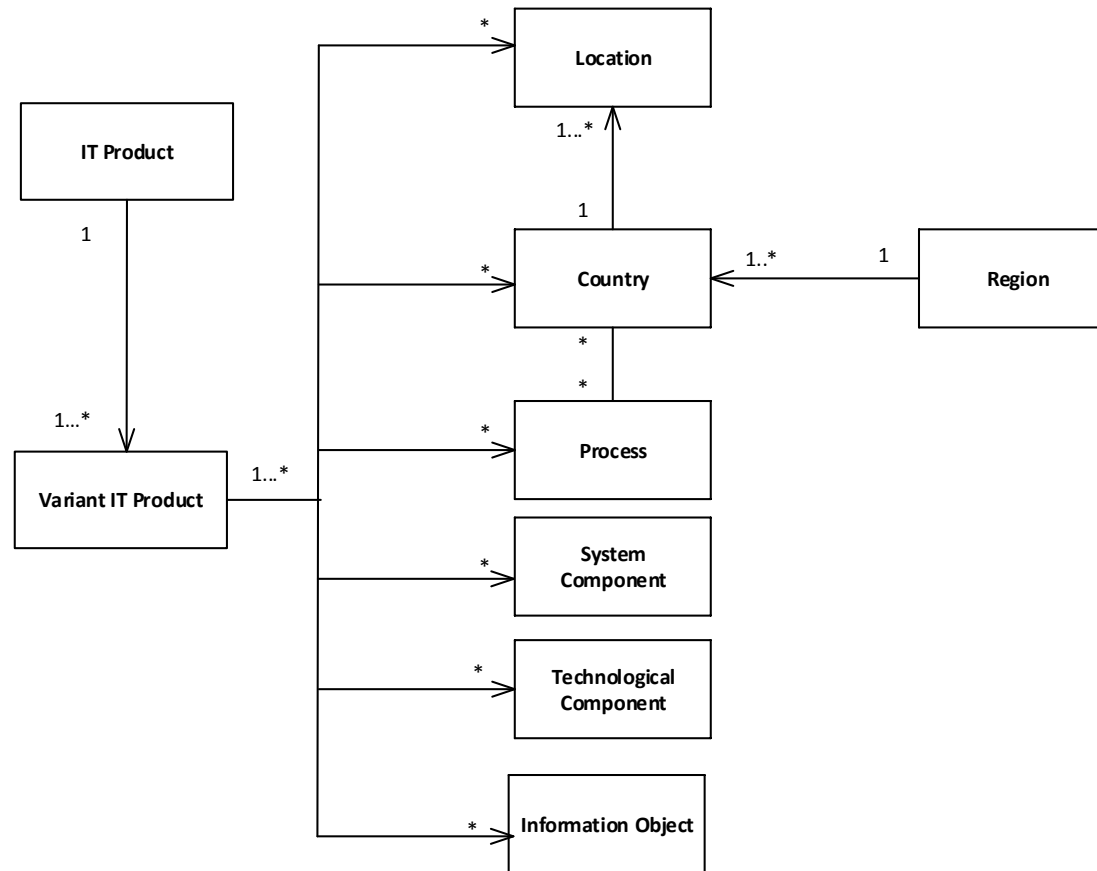 *
Location
1...*
IT Product
1
1
*
Country
1..*
1
Region
*
*
1...*
*
Process
Variant IT Product
1...*
*
System
Component
*
Technological
Component
*
Information Object